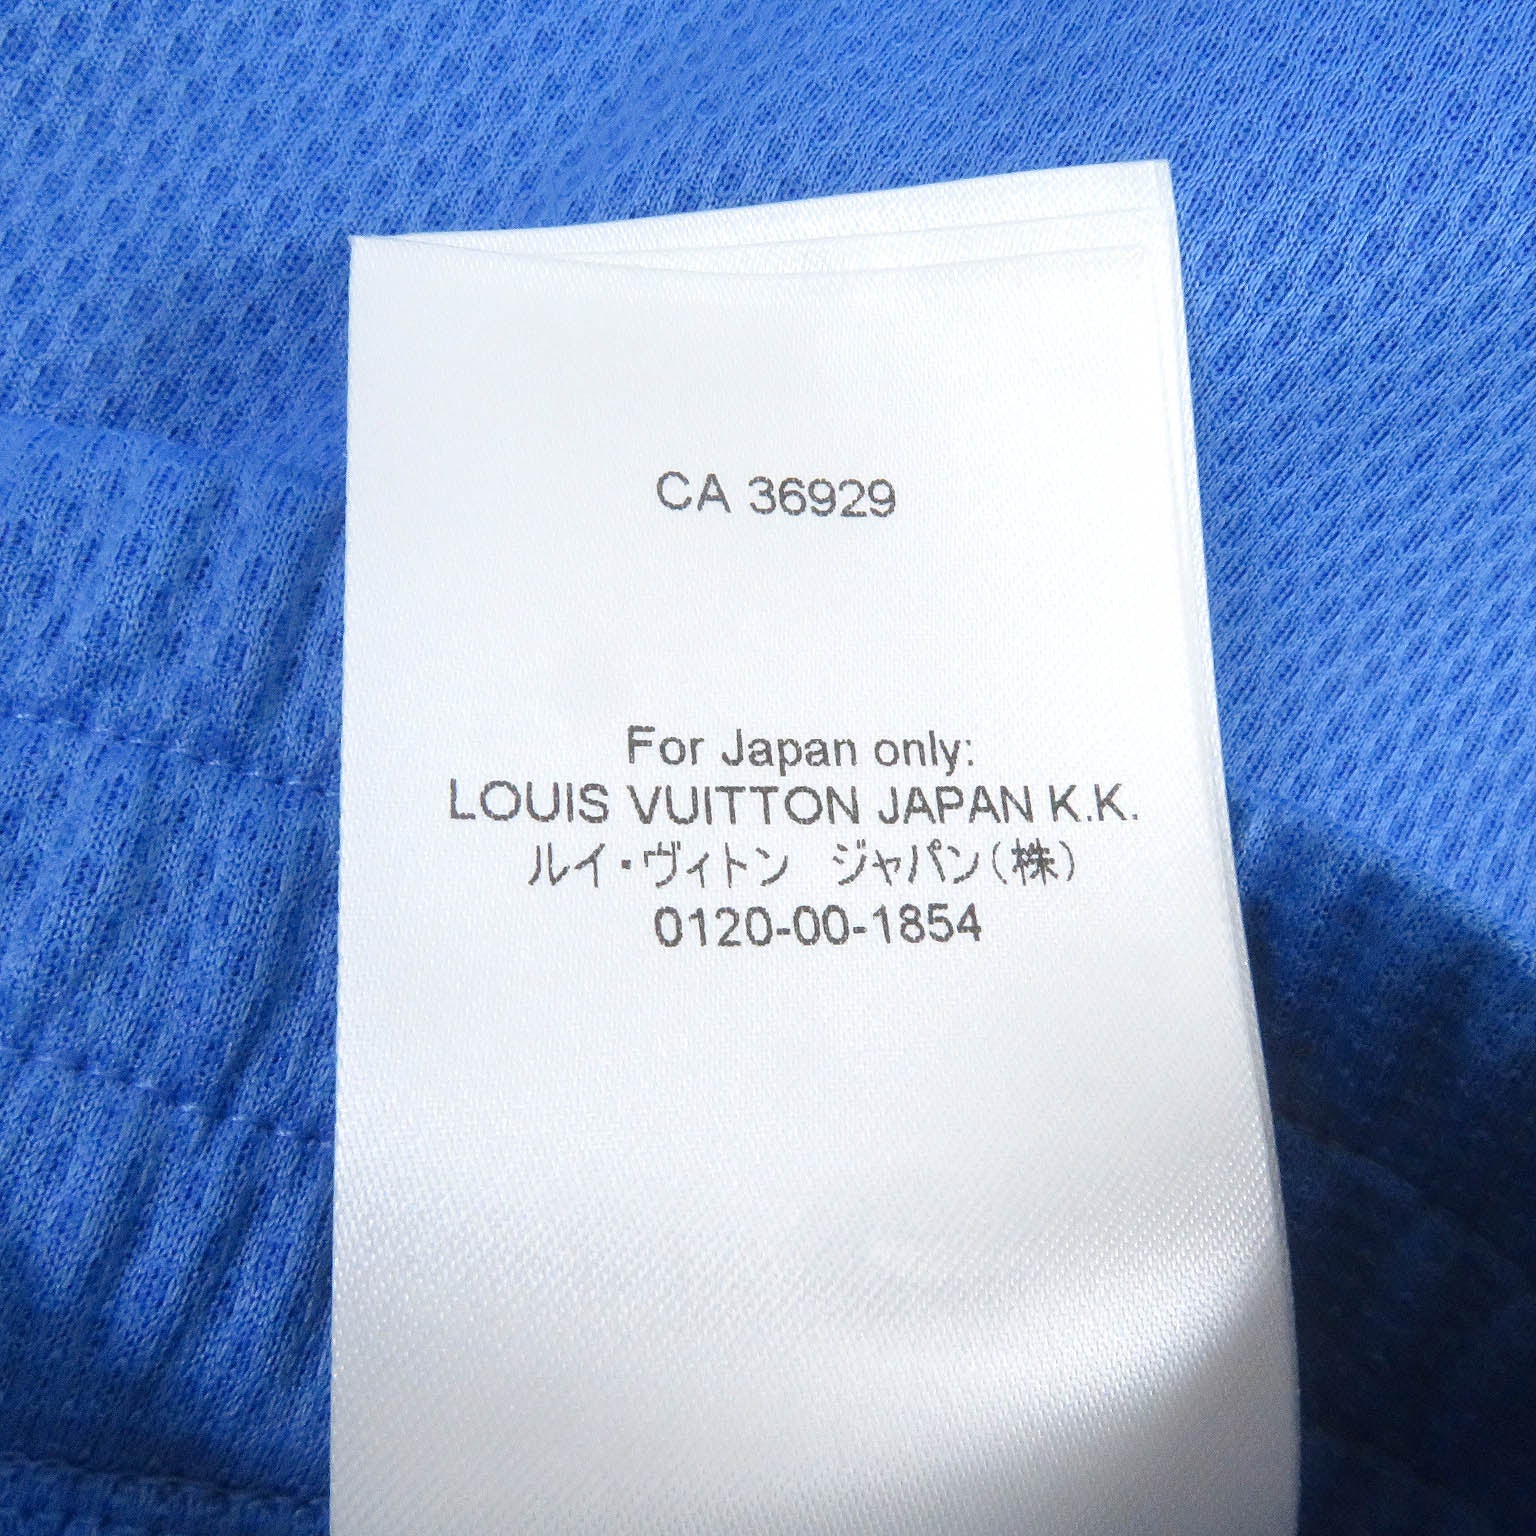 CA 36929
For Japan only:
LOUIS VUITTON JAPAN K.K.
ルイ・ヴィトン　ジャパン(株)
0120-00-1854